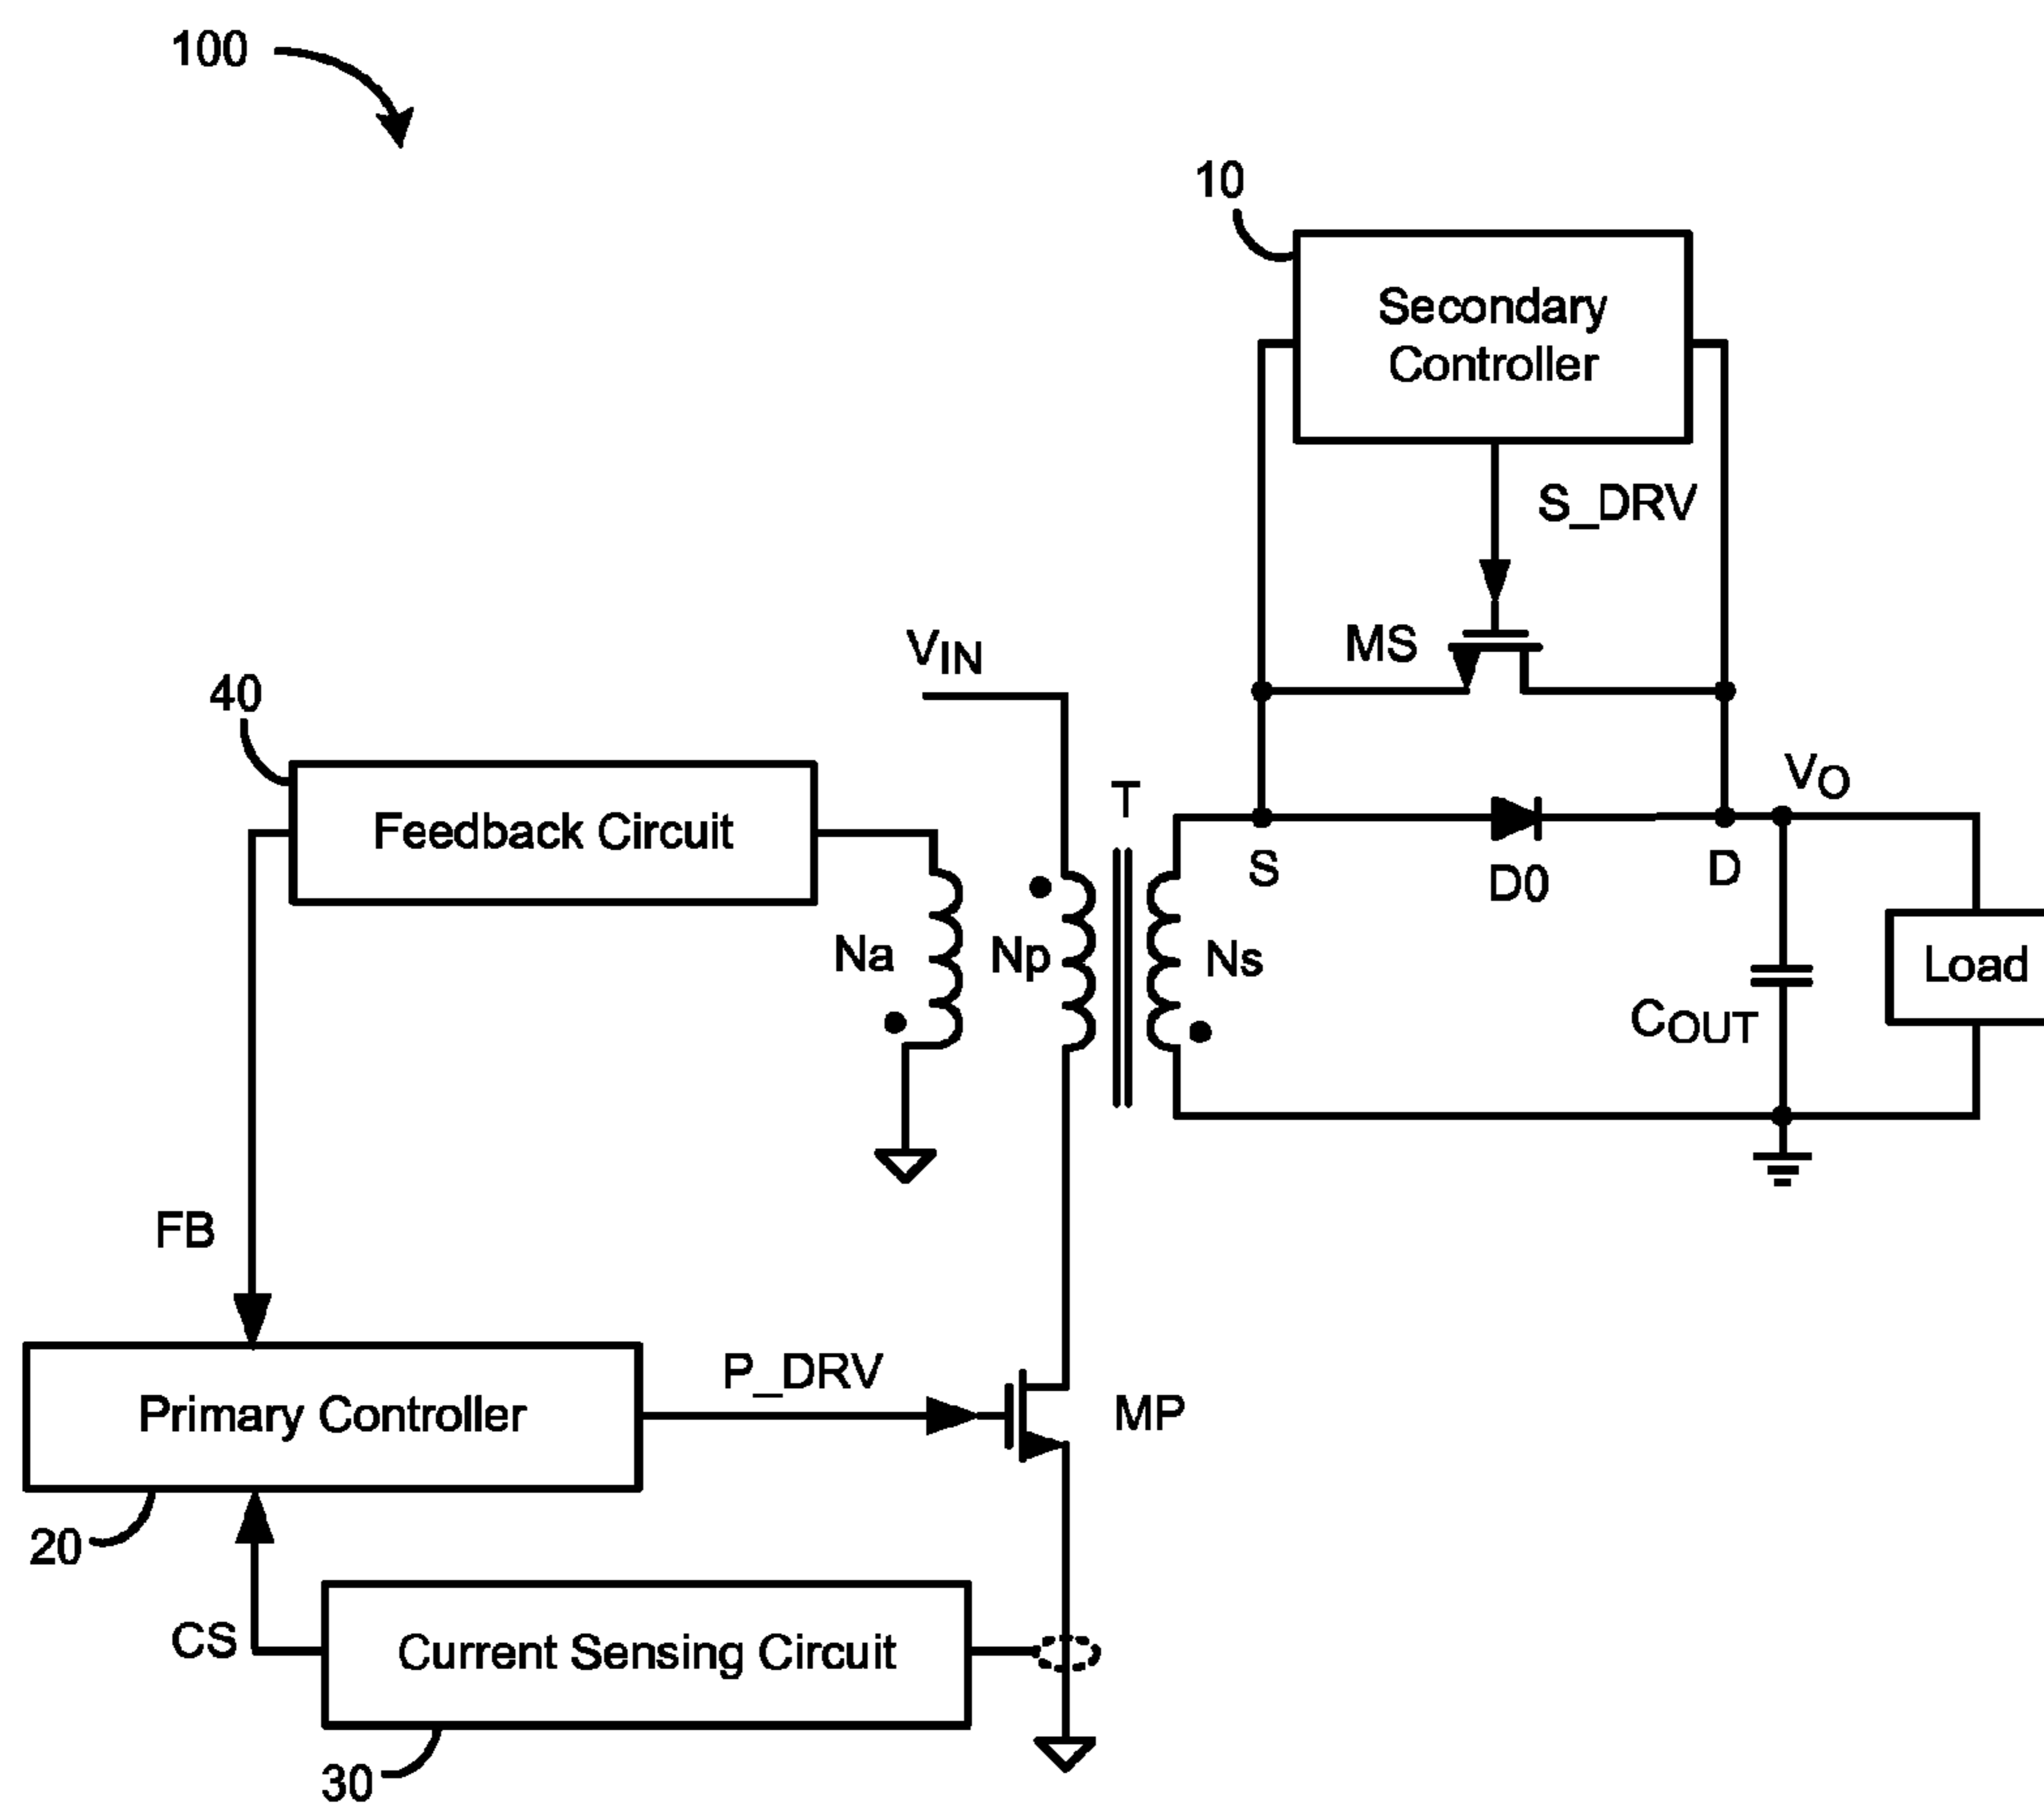 100
10
Secondary
Controller
S_DRV
MS
VIN
40
Feedback Circuit
T
VO
S
D0
D
Na
Np
Ns
Load
COUT
FB
P_DRV
Primary Controller
MP
20
CS
Current Sensing Circuit
30